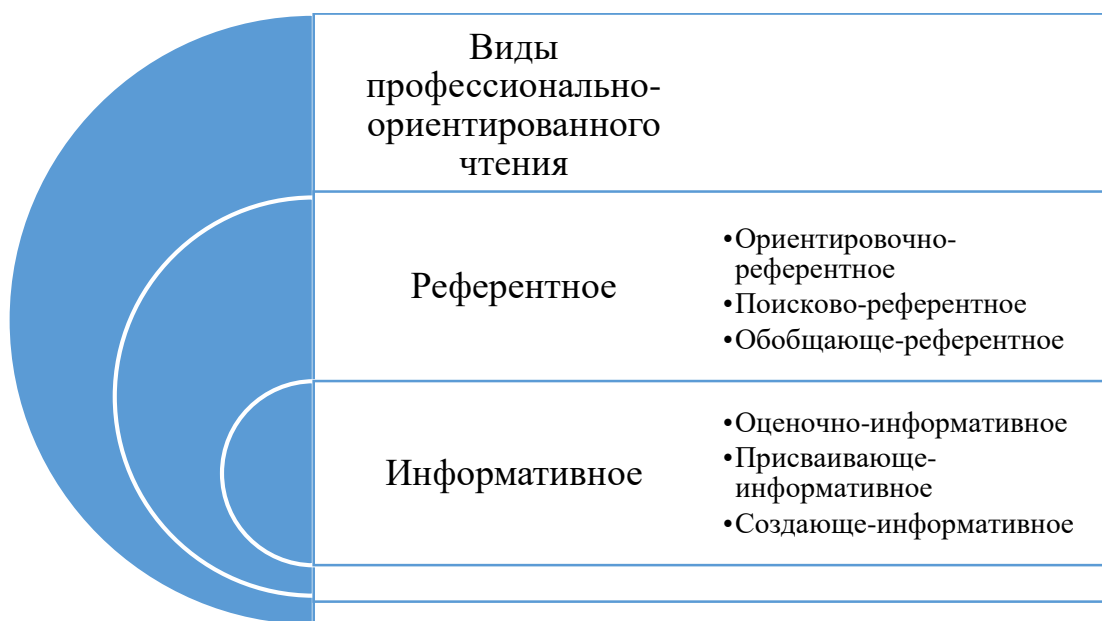 Виды
профессионально-
ориентированного
чтения
Референтное
•Ориентировочно-
референтное
•Поисково-референтное
•Обобщающе-референтное
Информативное
•Оценочно-информативное
•Присваивающе-
информативное
•Создающе-информативное